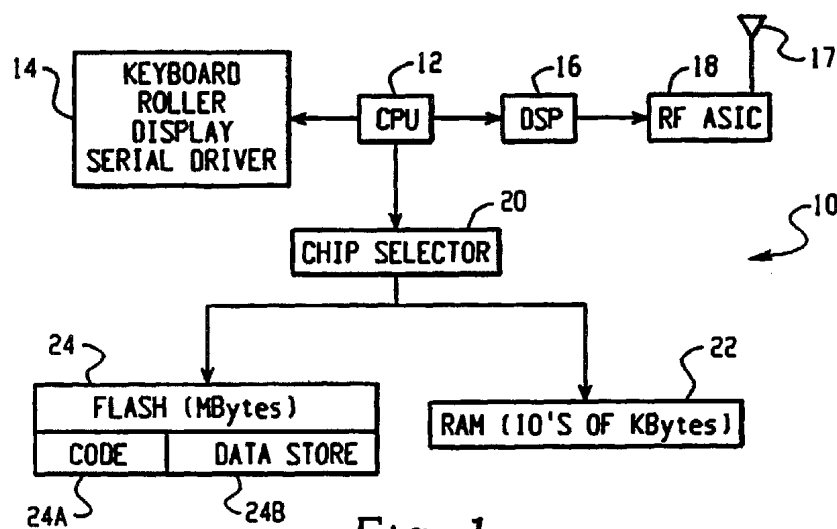 14
KEYBOARD
ROLLER
DISPLAY
SERIAL DRIVER
12
CPU
16
DSP
18
RF ASIC
17
10
20
CHIP SELECTOR
24
FLASH (MBytes)
CODE
DATA STORE
24A
24B
22
RAM (10'S OF KBytes)
Fig. 1